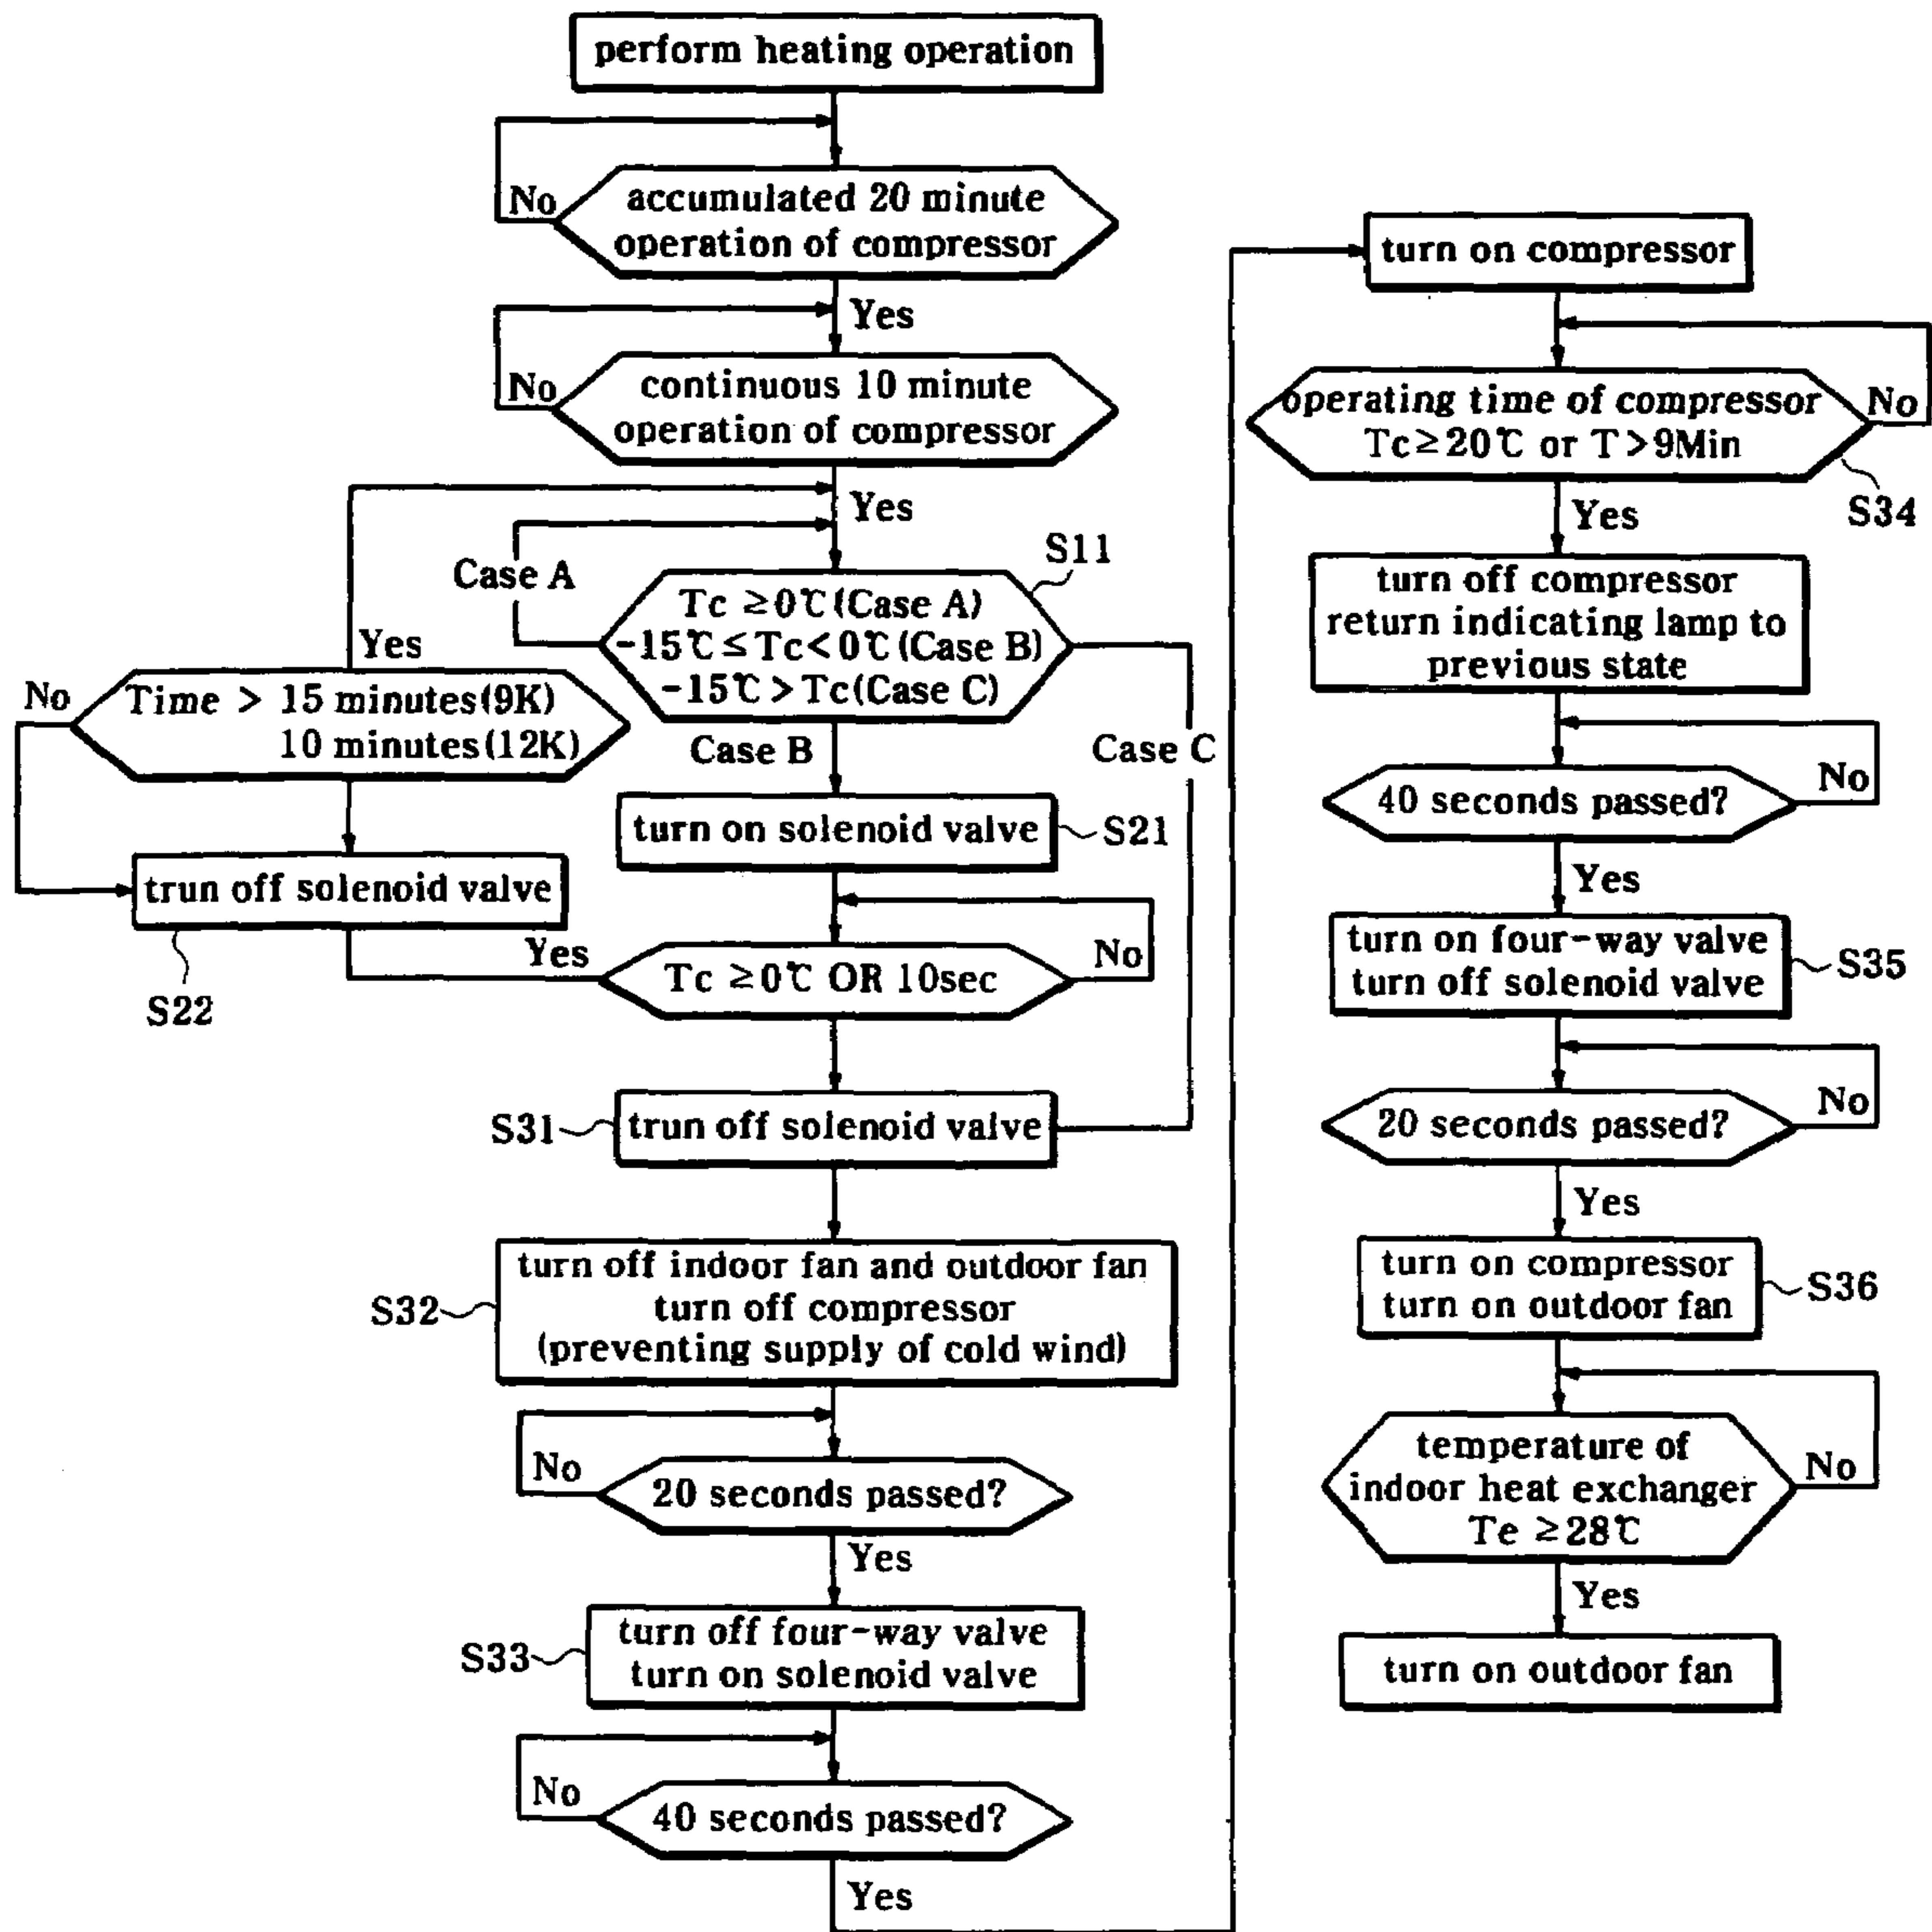 perform heating operation
No
accumulated 20 minute
operation of compressor
Yes
No
continuous 10 minute
operation of compressor
Yes
Case A
S11
Tc ≥0℃(Case A)
-15℃≤Tc<0℃(Case B)
-15℃>Tc(Case C)
Yes
No
Time > 15 minutes(9K)
10 minutes(12K)
Case B
Case C
turn on solenoid valve
S21
trun off solenoid valve
S22
Yes
Tc ≥0℃ OR 10sec
No
S31
trun off solenoid valve
S32
turn off indoor fan and outdoor fan
turn off compressor
(preventing supply of cold wind)
No
20 seconds passed?
Yes
S33
turn off four-way valve
turn on solenoid valve
No
40 seconds passed?
Yes
turn on compressor
operating time of compressor
Tc≥20℃ or T>9Min
No
S34
Yes
turn off compressor
return indicating lamp to
previous state
No
40 seconds passed?
Yes
turn on four-way valve
turn off solenoid valve
S35
No
20 seconds passed?
Yes
turn on compressor
turn on outdoor fan
S36
temperature of
indoor heat exchanger
Te ≥28℃
No
Yes
turn on outdoor fan